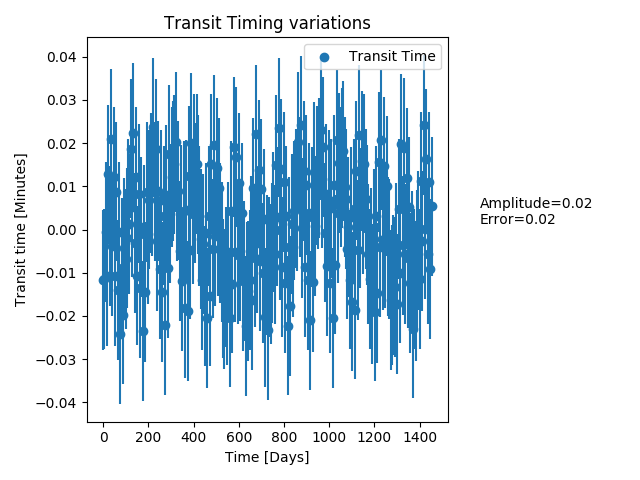 Transit Timing variations
Transit Time
0.04
0.03
0.02
0.01
0.00
−0.01
−0.02
−0.03
−0.04
Transit time [Minutes]
Amplitude=0.02
Error=0.02
0 200 400 600 800 1000 1200 1400
Time [Days]